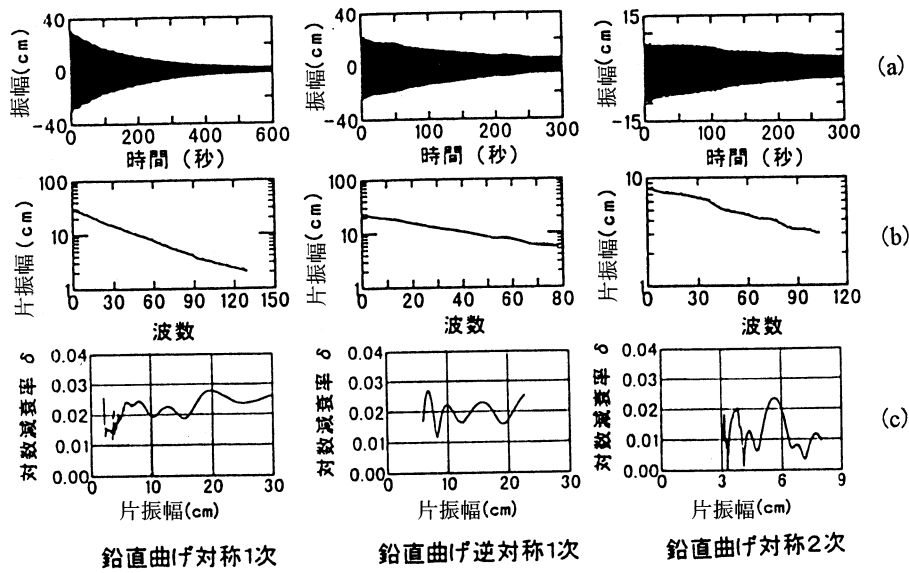 振幅(cm)
40
0
-40
0 200 400 600
時間（秒）
振幅(cm)
40
0
-40
0 100 200 300
時間（秒）
振幅(cm)
15
0
-15
0 100 200 300
時間（秒）
(a)
片振幅(cm)
100
10
1
0 30 60 90 120 150
波数
片振幅(cm)
100
10
1
0 20 40 60 80
波数
片振幅(cm)
10
1
0 30 60 90 120
波数
(b)
対数減衰率 δ
0.04
0.03
0.02
0.01
0.00
0 10 20 30
片振幅(cm)
対数減衰率 δ
0.04
0.03
0.02
0.01
0.00
0 10 20 30
片振幅(cm)
対数減衰率 δ
0.04
0.03
0.02
0.01
0.00
0 3 6 9
片振幅(cm)
(c)
鉛直曲げ対称1次
鉛直曲げ逆対称1次
鉛直曲げ対称2次